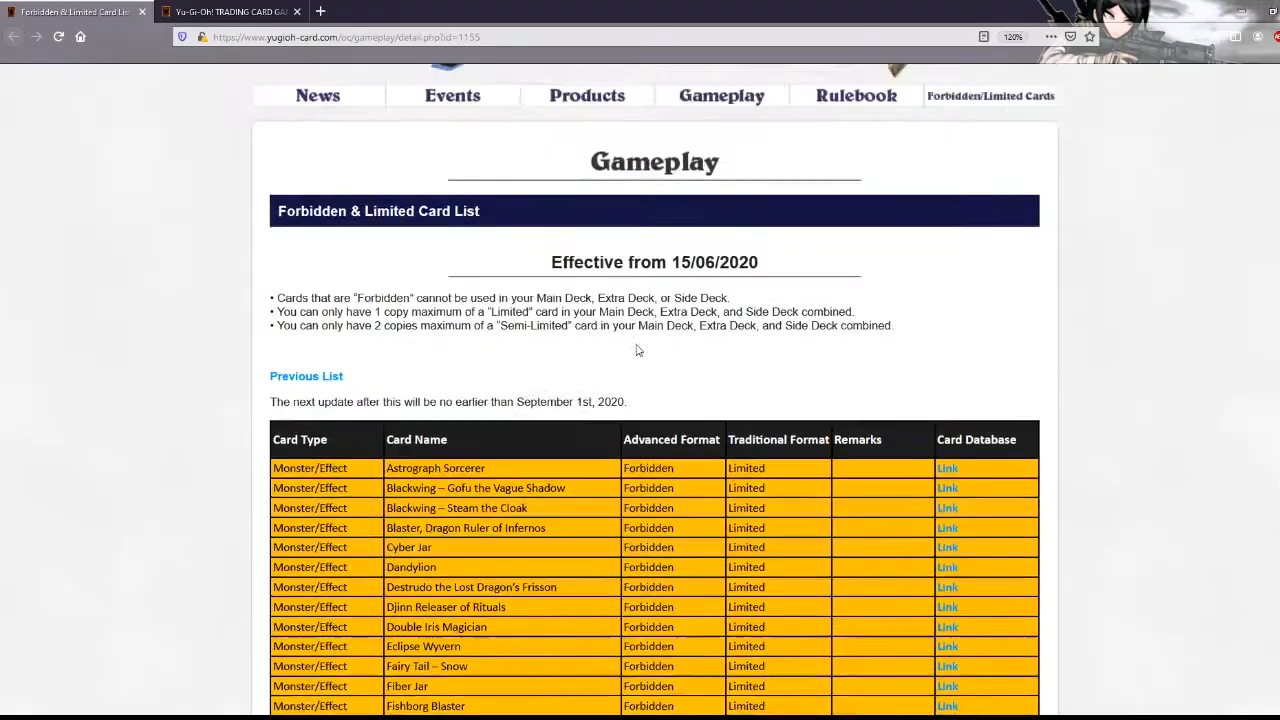 Forbidden & Limited Card List
Yu-Gi-Oh! TRADING CARD GA
https://www.yugioh-card.com/oc/gameplay/detail.php?id=1155
120%
News Events Products Gameplay Rulebook Forbidden/Limited Cards
Gameplay
Forbidden & Limited Card List
Effective from 15/06/2020
• Cards that are "Forbidden" cannot be used in your Main Deck, Extra Deck, or Side Deck.
• You can only have 1 copy maximum of a "Limited" card in your Main Deck, Extra Deck, and Side Deck combined.
• You can only have 2 copies maximum of a "Semi-Limited" card in your Main Deck, Extra Deck, and Side Deck combined.
Previous List
The next update after this will be no earlier than September 1st, 2020.
Card Type Card Name Advanced Format Traditional Format Remarks Card Database
Monster/Effect Astrograph Sorcerer Forbidden Limited Link
Monster/Effect Blackwing – Gofu the Vague Shadow Forbidden Limited Link
Monster/Effect Blackwing – Steam the Cloak Forbidden Limited Link
Monster/Effect Blaster, Dragon Ruler of Infernos Forbidden Limited Link
Monster/Effect Cyber Jar Forbidden Limited Link
Monster/Effect Dandylion Forbidden Limited Link
Monster/Effect Destrudo the Lost Dragon's Frisson Forbidden Limited Link
Monster/Effect Djinn Releaser of Rituals Forbidden Limited Link
Monster/Effect Double Iris Magician Forbidden Limited Link
Monster/Effect Eclipse Wyvern Forbidden Limited Link
Monster/Effect Fairy Tail – Snow Forbidden Limited Link
Monster/Effect Fiber Jar Forbidden Limited Link
Monster/Effect Fishborg Blaster Forbidden Limited Link